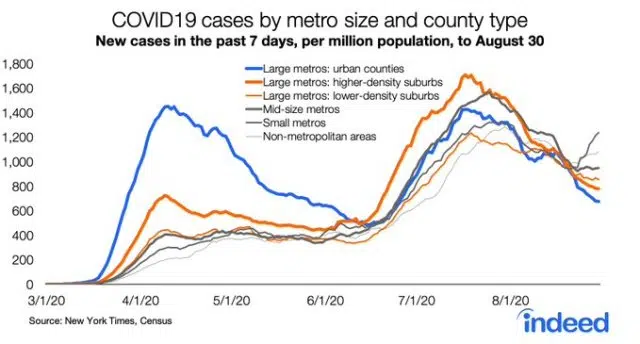 COVID19 cases by metro size and county type
New cases in the past 7 days, per million population, to August 30
1,800
1,600
1,400
1,200
1,000
800
600
400
200
0
Large metros: urban counties
Large metros: higher-density suburbs
Large metros: lower-density suburbs
Mid-size metros
Small metros
Non-metropolitan areas
3/1/20 4/1/20 5/1/20 6/1/20 7/1/20 8/1/20
Source: New York Times, Census
indeed